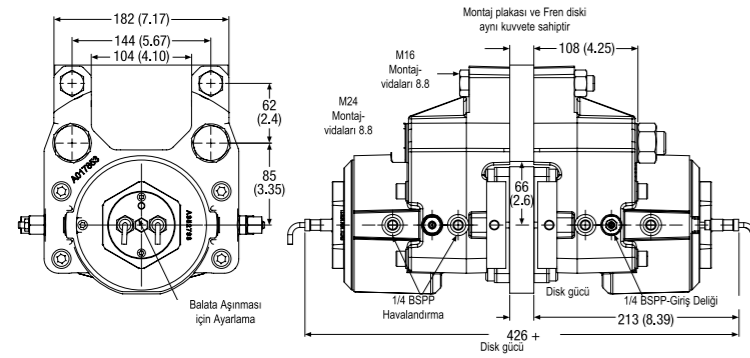 182 (7.17)
144 (5.67)
104 (4.10)
62
(2.4)
85
(3.35)
A017653
Balata Aşınması
için Ayarlama
Montaj plakası ve Fren diski
aynı kuvvete sahiptir
108 (4.25)
M16
Montaj-
vidaları 8.8
M24
Montaj-
vidaları 8.8
66
(2.6)
1/4 BSPP
Havalandırma
Disk gücü
1/4 BSPP-Giriş Deliği
426 +
Disk gücü
213 (8.39)